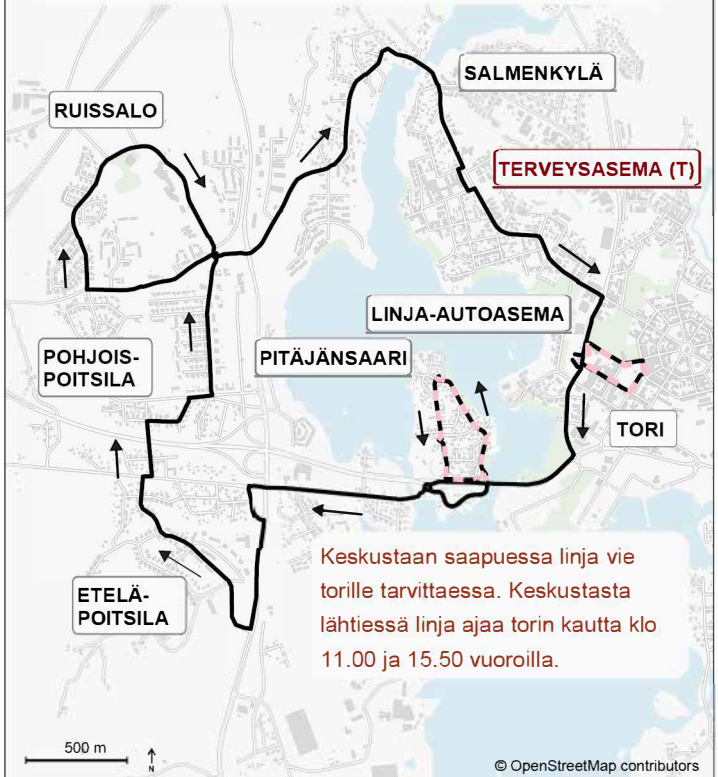 SALMENKYLÄ
RUISSALO
TERVEYSASEMA (T)
LINJA-AUTOASEMA
POHJOIS-
POITSILA
PITÄJÄNSAARI
TORI
Keskustaan saapuessa linja vie
torille tarvittaessa. Keskustasta
lähtiessä linja ajaa torin kautta klo
11.00 ja 15.50 vuoroilla.
ETELÄ-
POITSILA
500 m
N
© OpenStreetMap contributors